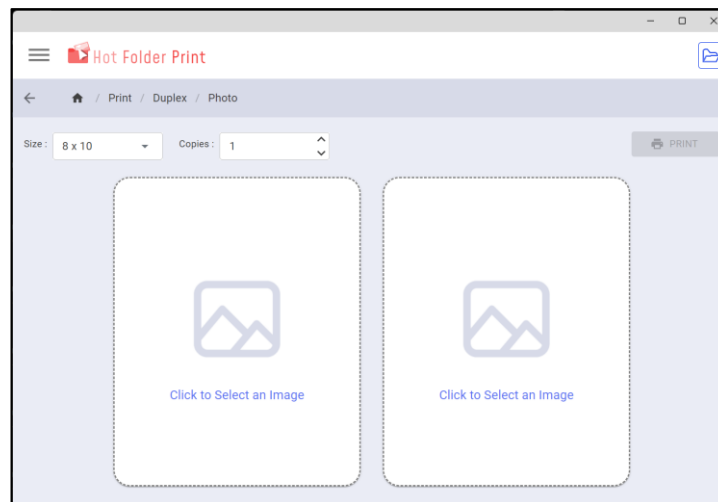 Hot Folder Print
/ Print / Duplex / Photo
Size : 8 x 10 Copies : 1 PRINT
Click to Select an Image Click to Select an Image